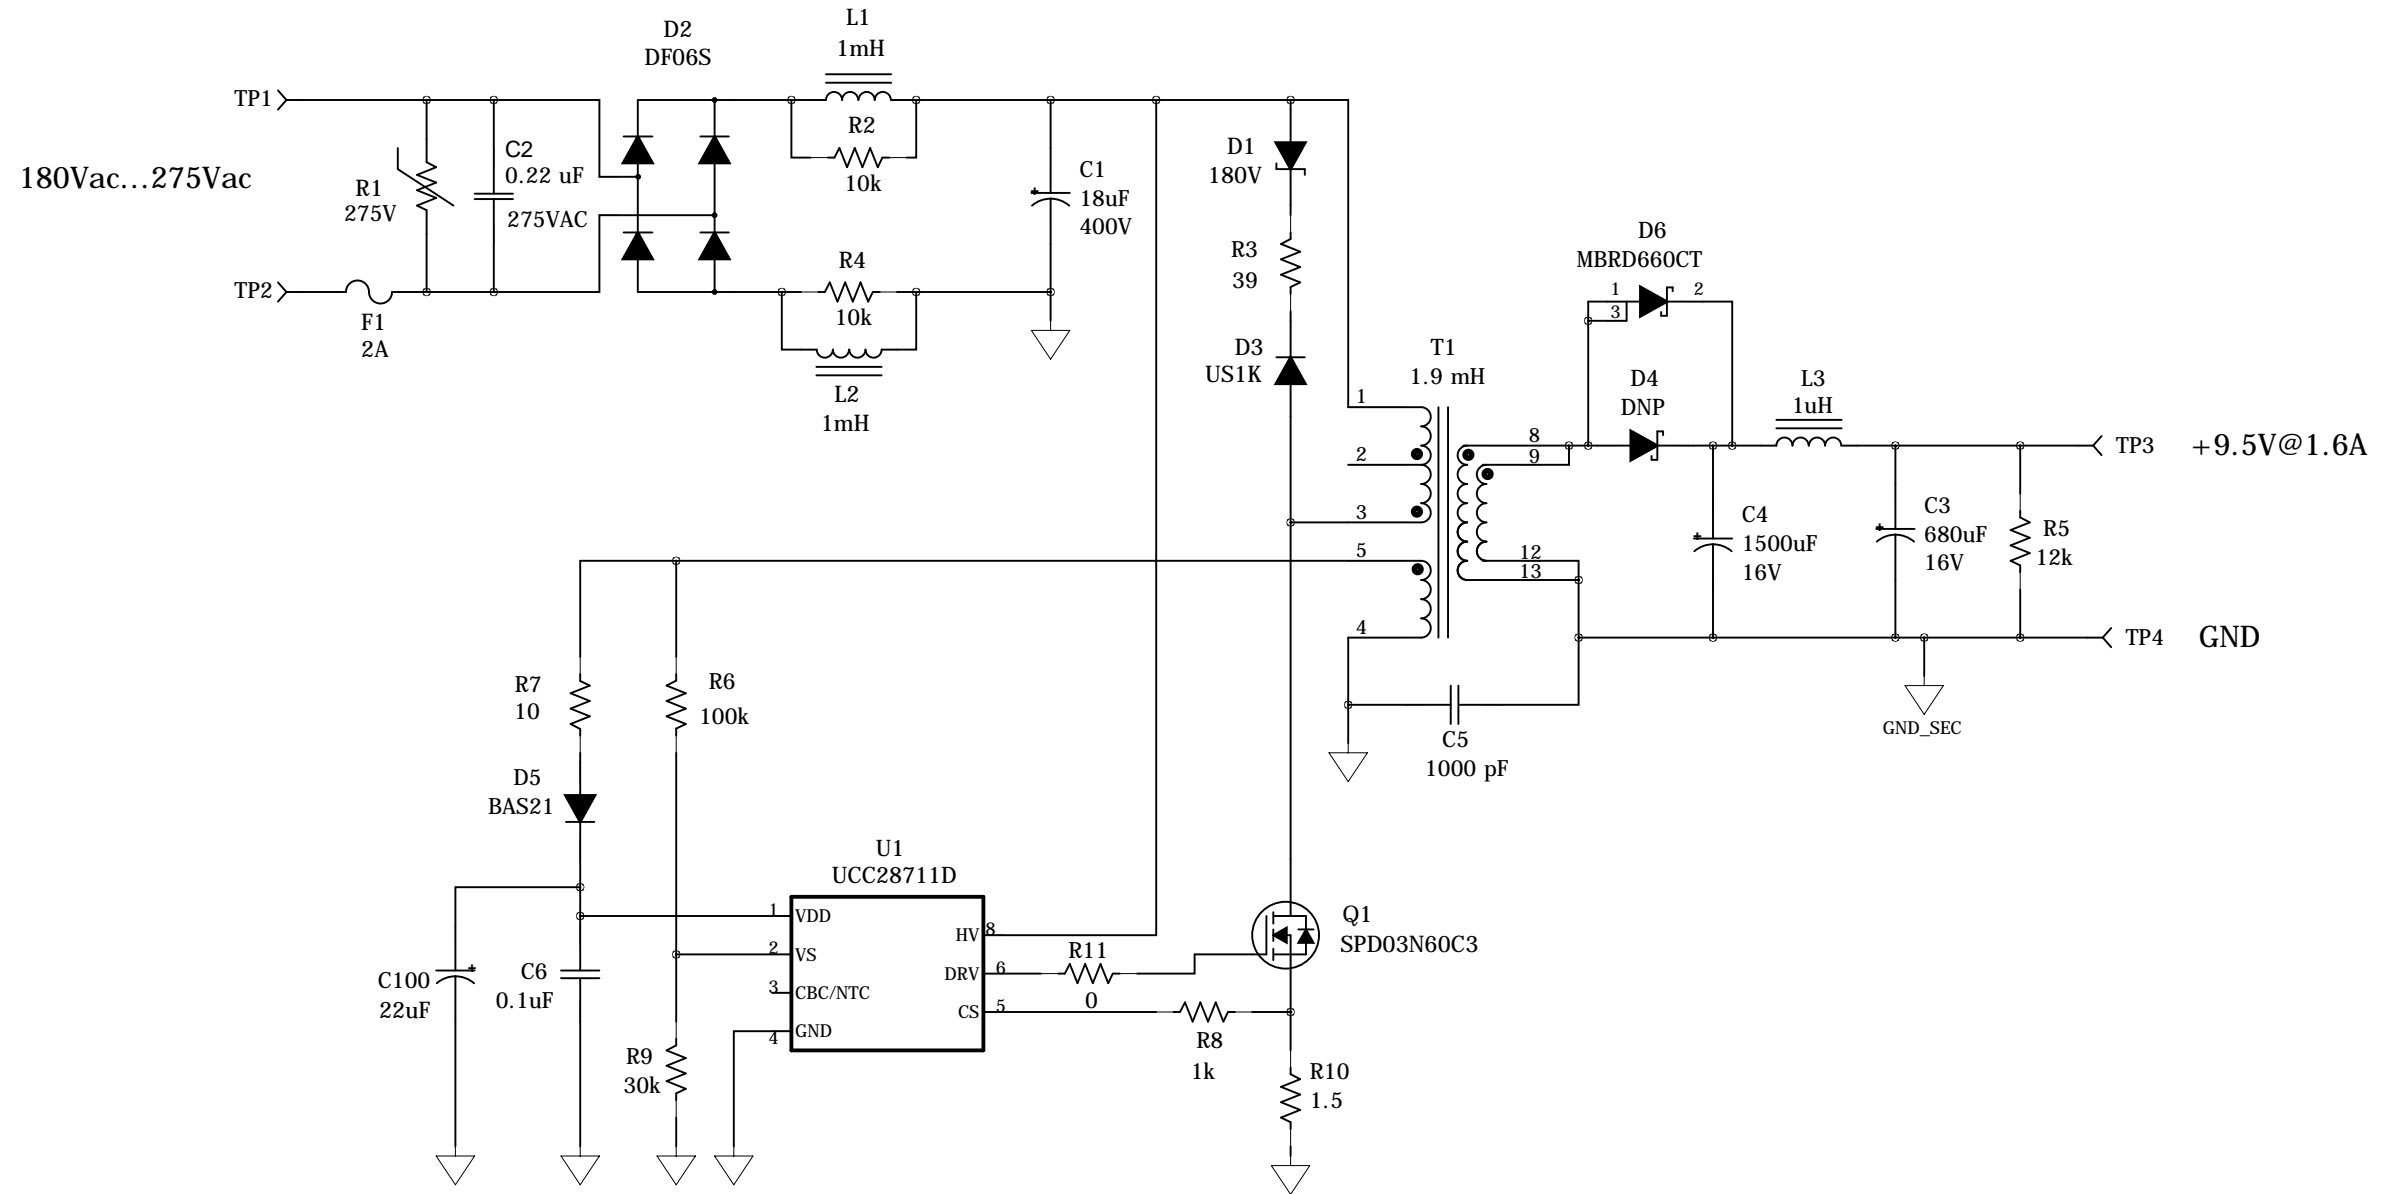 D2
DF06S
L1
1mH
TP1
R2
10k
180Vac...275Vac
R1
275V
C2
0.22 uF
275VAC
C1
18uF
400V
D1
180V
R3
39
TP2
F1
2A
R4
10k
L2
1mH
D3
US1K
D6
MBRD660CT
1
2
3
T1
1.9 mH
D4
DNP
L3
1uH
1
2
3
5
4
8
9
12
13
TP3
+9.5V@1.6A
C4
1500uF
16V
C3
680uF
16V
R5
12k
TP4
GND
GND_SEC
C5
1000 pF
R7
10
R6
100k
D5
BAS21
U1
UCC28711D
1
VDD
2
VS
3
CBC/NTC
4
GND
HV
8
DRV
6
CS
5
R11
0
Q1
SPD03N60C3
C100
22uF
C6
0.1uF
R9
30k
R8
1k
R10
1.5